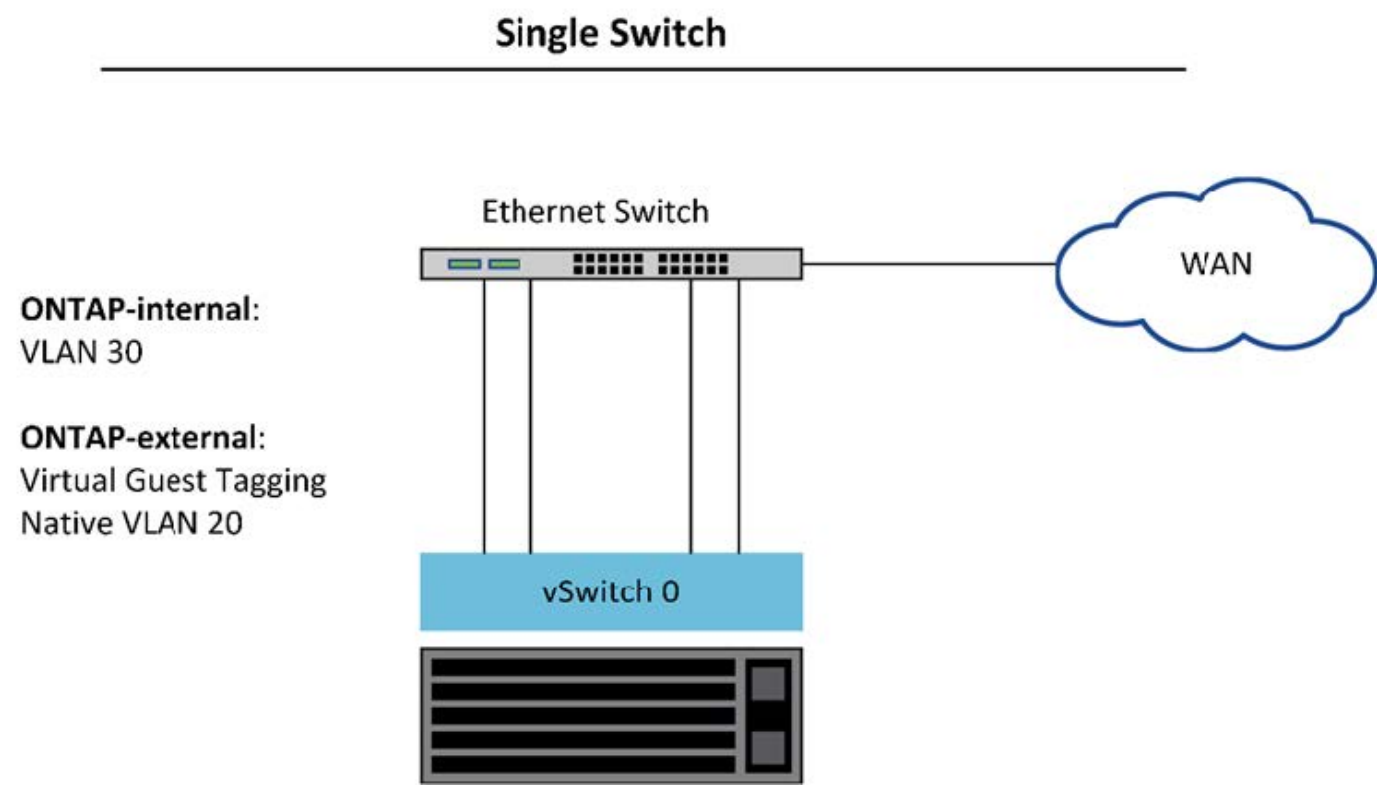 Single Switch
Ethernet Switch
WAN
ONTAP-internal:
VLAN 30
ONTAP-external:
Virtual Guest Tagging
Native VLAN 20
vSwitch 0